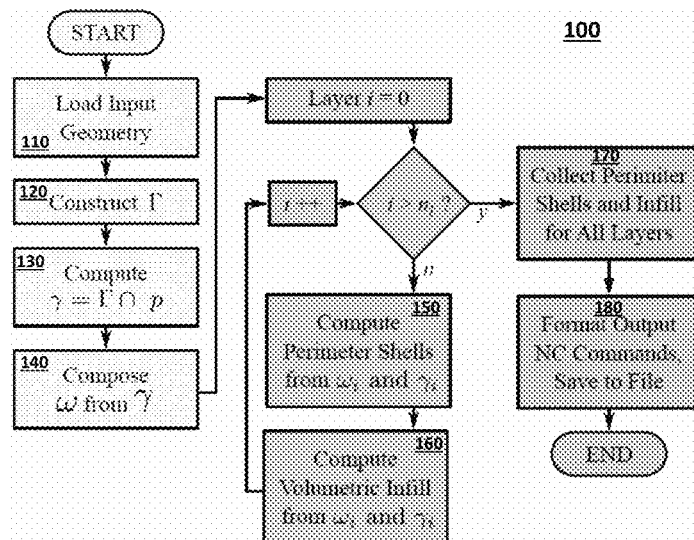 START
100
Load Input
Geometry
110
120
Construct Γ
130
Compute
γ = Γ ∩ p
140
Compose
ω from γ
Layer i = 0
i++
i > n_i ?
y
n
150
Compute
Perimeter Shells
from ω_i and γ_i
160
Compute
Volumetric Infill
from ω_i and γ_i
170
Collect Perimeter
Shells and Infill
for All Layers
180
Format Output
NC Commands,
Save to File
END